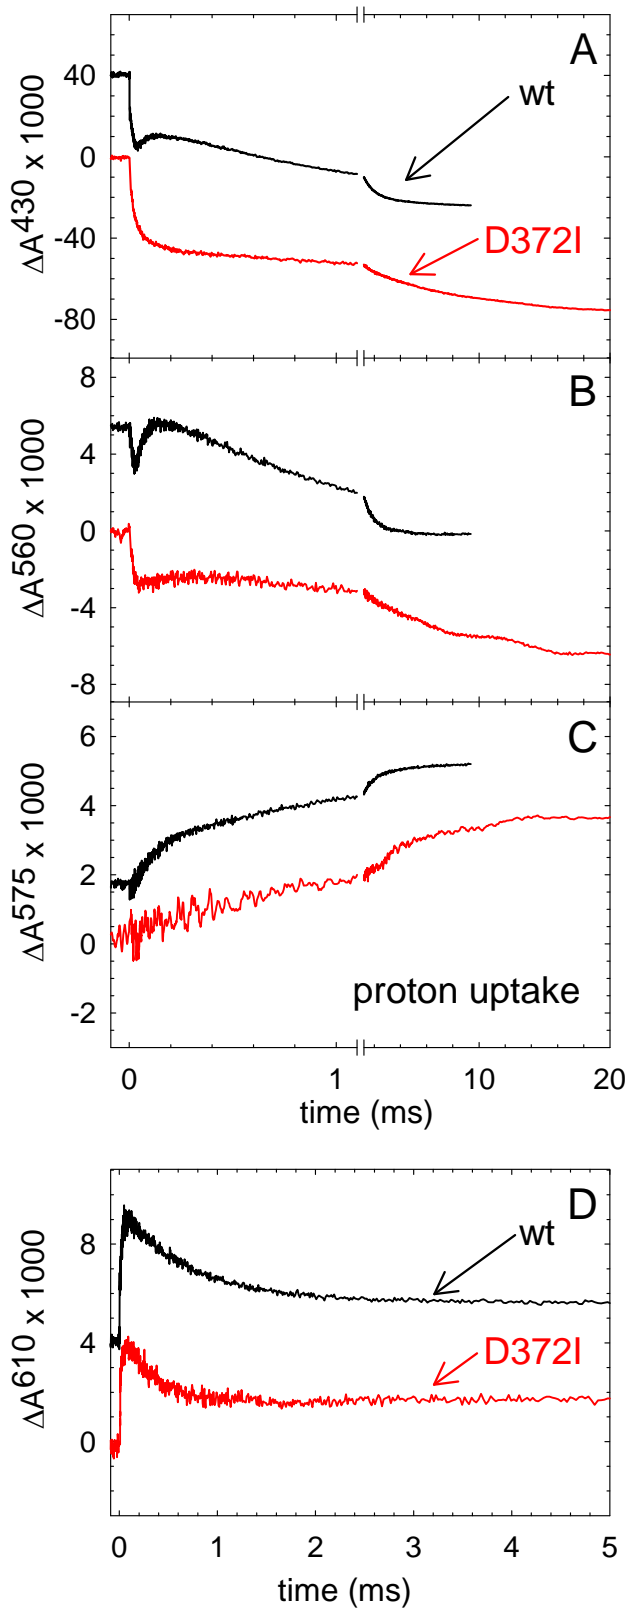 A
wt
D372I
ΔA430 x 1000
40
0
-40
-80
B
ΔA560 x 1000
8
4
0
-4
-8
C
ΔA575 x 1000
6
4
2
0
-2
proton uptake
0 1 10 20
time (ms)
D
wt
D372I
ΔA610 x 1000
8
4
0
0 1 2 3 4 5
time (ms)